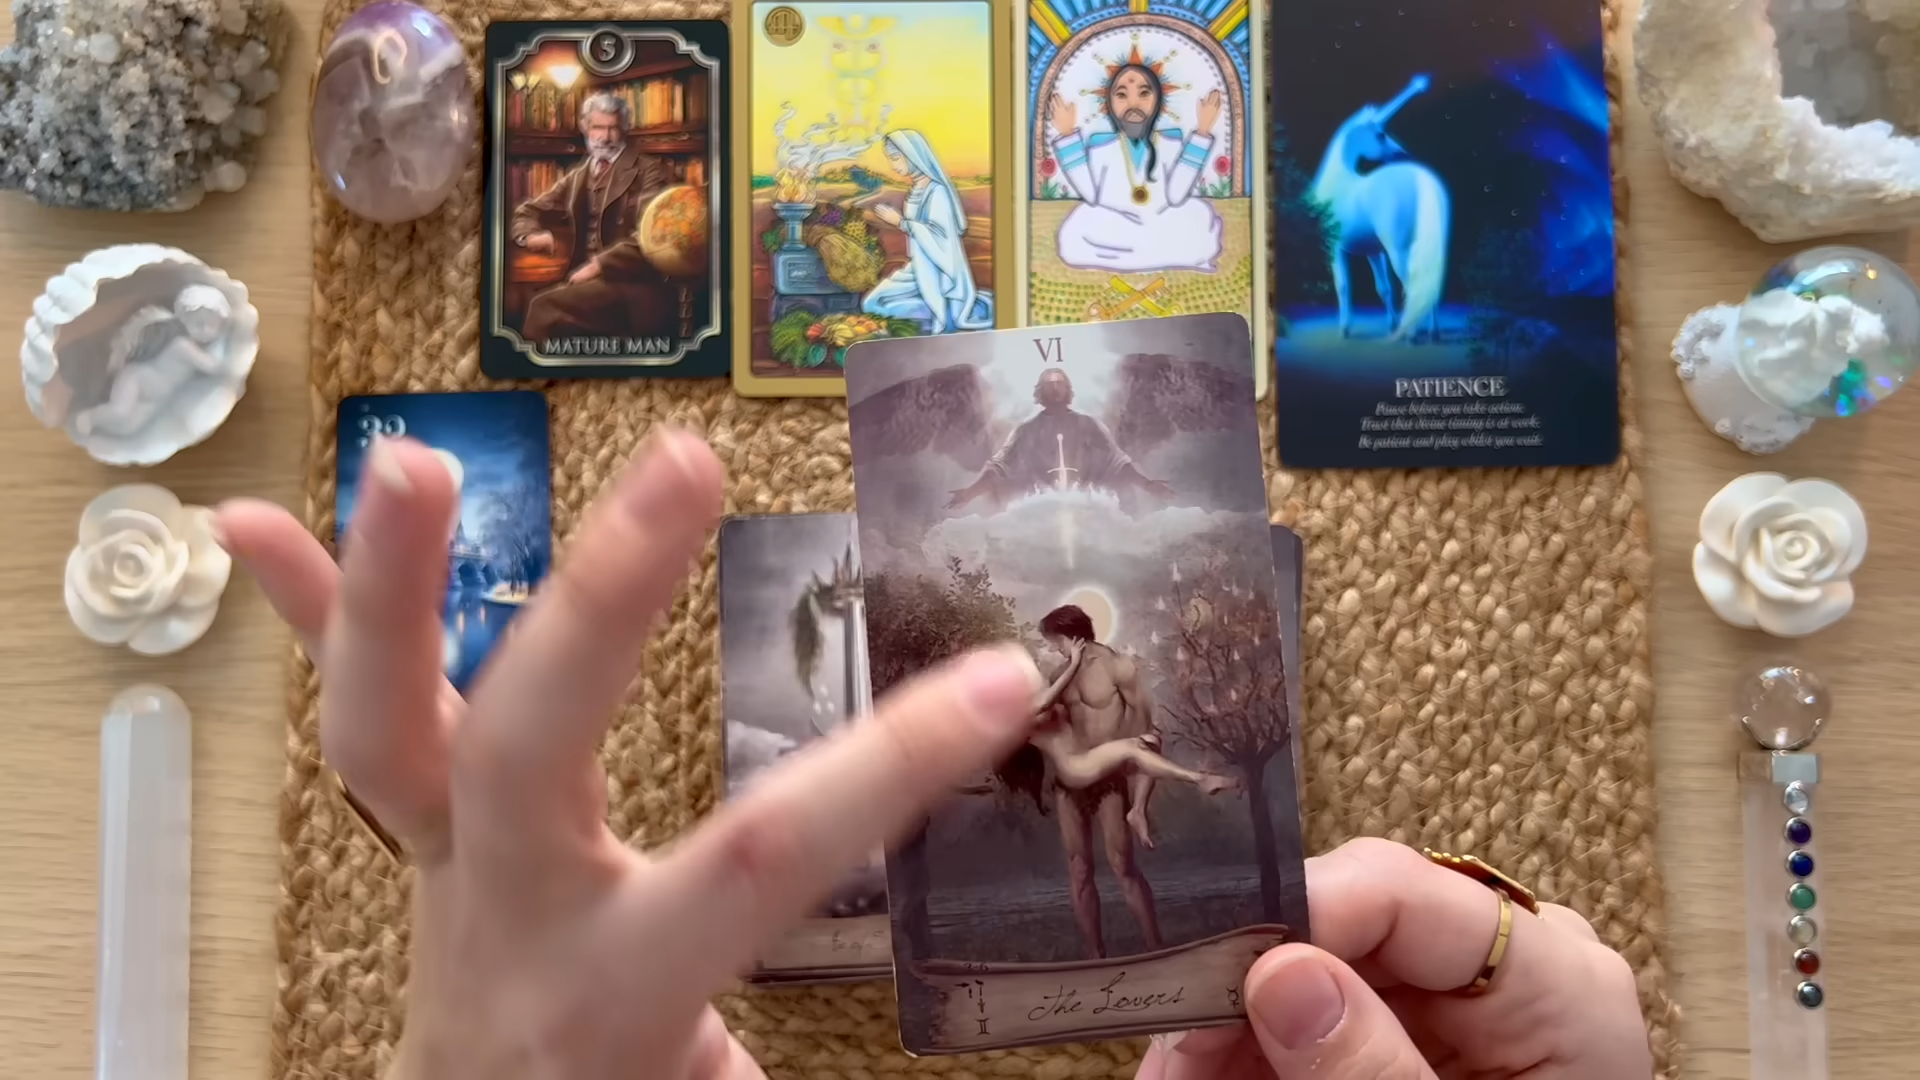 5
MATURE MAN
PATIENCE
Pause before you take action.
Trust that divine timing is at work.
Be patient and play whilst you wait.
VI
The Lovers